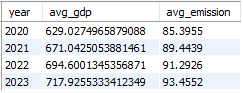 year avg_gdp avg_emission
2020 629.0274965879088 85.3955
2021 671.0425053881461 89.4439
2022 694.6001345356871 91.2926
2023 717.9255333412349 93.4552